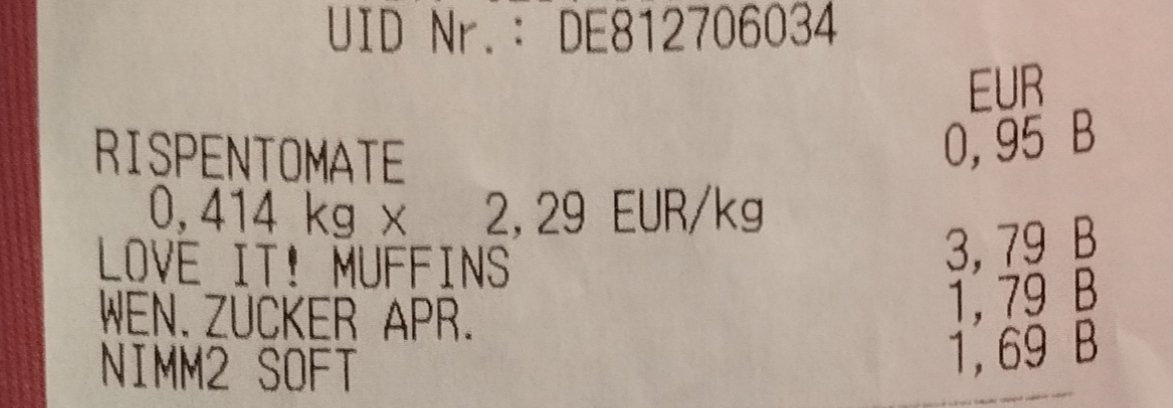 UID Nr.: DE812706034
EUR
RISPENTOMATE 0,95 B
0,414 kg x 2,29 EUR/kg
LOVE IT! MUFFINS 3,79 B
WEN. ZUCKER APR. 1,79 B
NIMM2 SOFT 1,69 B